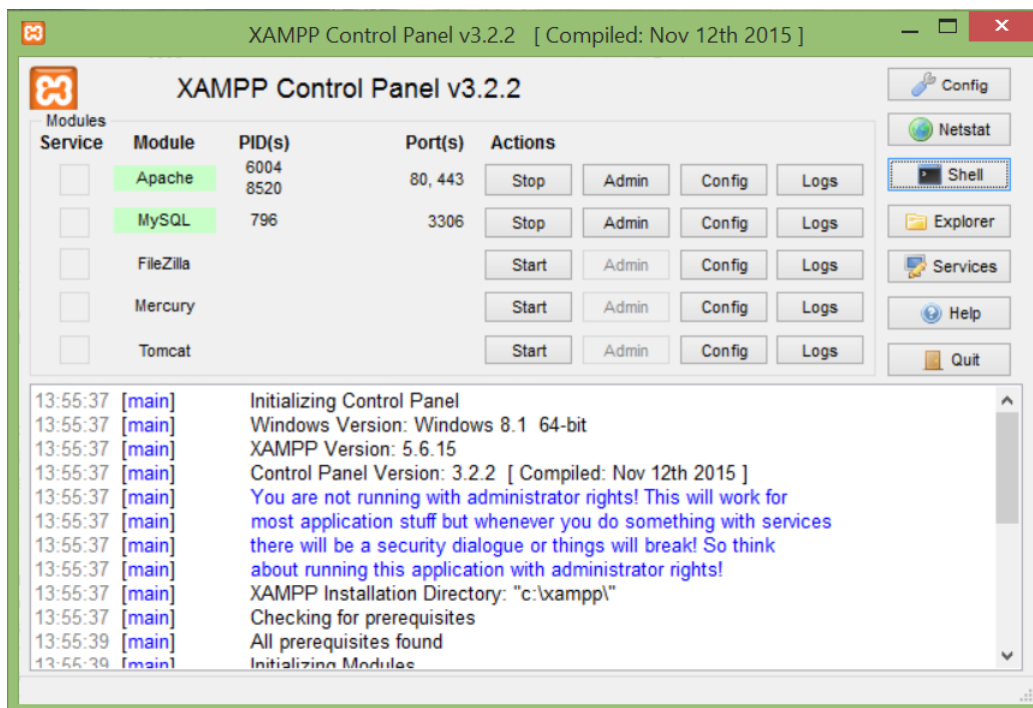 XAMPP Control Panel v3.2.2 [ Compiled: Nov 12th 2015 ]
XAMPP Control Panel v3.2.2
Config
Modules
Service Module PID(s) Port(s) Actions
Netstat
Apache 6004 8520 80, 443 Stop Admin Config Logs
Shell
MySQL 796 3306 Stop Admin Config Logs
Explorer
FileZilla Start Admin Config Logs
Services
Mercury Start Admin Config Logs
Help
Tomcat Start Admin Config Logs
Quit
13:55:37 [main] Initializing Control Panel
13:55:37 [main] Windows Version: Windows 8.1 64-bit
13:55:37 [main] XAMPP Version: 5.6.15
13:55:37 [main] Control Panel Version: 3.2.2 [ Compiled: Nov 12th 2015 ]
13:55:37 [main] You are not running with administrator rights! This will work for
13:55:37 [main] most application stuff but whenever you do something with services
13:55:37 [main] there will be a security dialogue or things will break! So think
13:55:37 [main] about running this application with administrator rights!
13:55:37 [main] XAMPP Installation Directory: "c:\xampp\"
13:55:37 [main] Checking for prerequisites
13:55:39 [main] All prerequisites found
13:55:39 [main] Initializing Modules